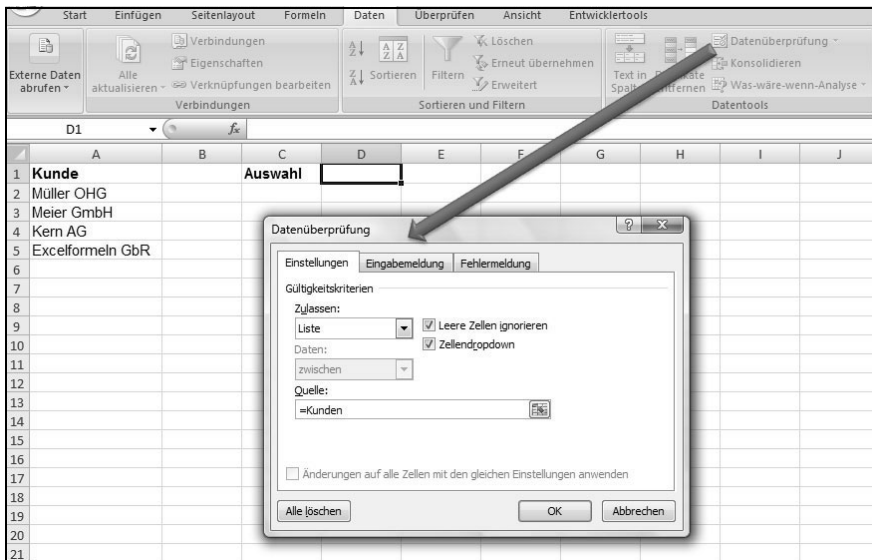 Start Einfügen Seitenlayout Formeln Daten Überprüfen Ansicht Entwicklertools
Externe Daten abrufen
Alle aktualisieren
Verbindungen
Eigenschaften
Verknüpfungen bearbeiten
Verbindungen
Sortieren
Filtern
Löschen
Erneut übernehmen
Erweitert
Sortieren und Filtern
Text in
Datenüberprüfung
Konsolidieren
Was-wäre-wenn-Analyse
Datentools
D1 fx
A B C D E F G H I J
1 Kunde Auswahl
2 Müller OHG
3 Meier GmbH
4 Kern AG
5 Excelformeln GbR
6
7
8
9
10
11
12
13
14
15
16
17
18
19
20
21
Datenüberprüfung
Einstellungen Eingabemeldung Fehlermeldung
Gültigkeitskriterien
Zulassen:
Liste
Leere Zellen ignorieren
Daten:
Zellendropdown
zwischen
Quelle:
=Kunden
Änderungen auf alle Zellen mit den gleichen Einstellungen anwenden
Alle löschen OK Abbrechen